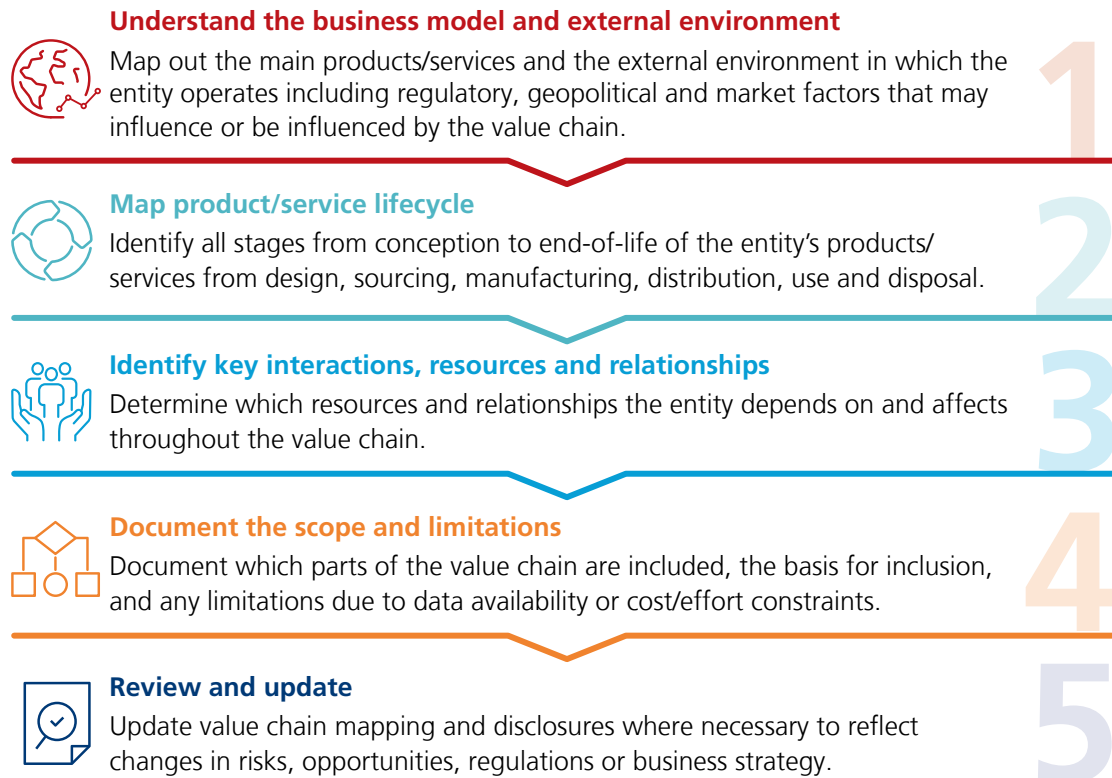 Understand the business model and external environment
Map out the main products/services and the external environment in which the
entity operates including regulatory, geopolitical and market factors that may
influence or be influenced by the value chain.
1
Map product/service lifecycle
Identify all stages from conception to end-of-life of the entity’s products/
services from design, sourcing, manufacturing, distribution, use and disposal.
2
Identify key interactions, resources and relationships
Determine which resources and relationships the entity depends on and affects
throughout the value chain.
3
Document the scope and limitations
Document which parts of the value chain are included, the basis for inclusion,
and any limitations due to data availability or cost/effort constraints.
4
Review and update
Update value chain mapping and disclosures where necessary to reflect
changes in risks, opportunities, regulations or business strategy.
5